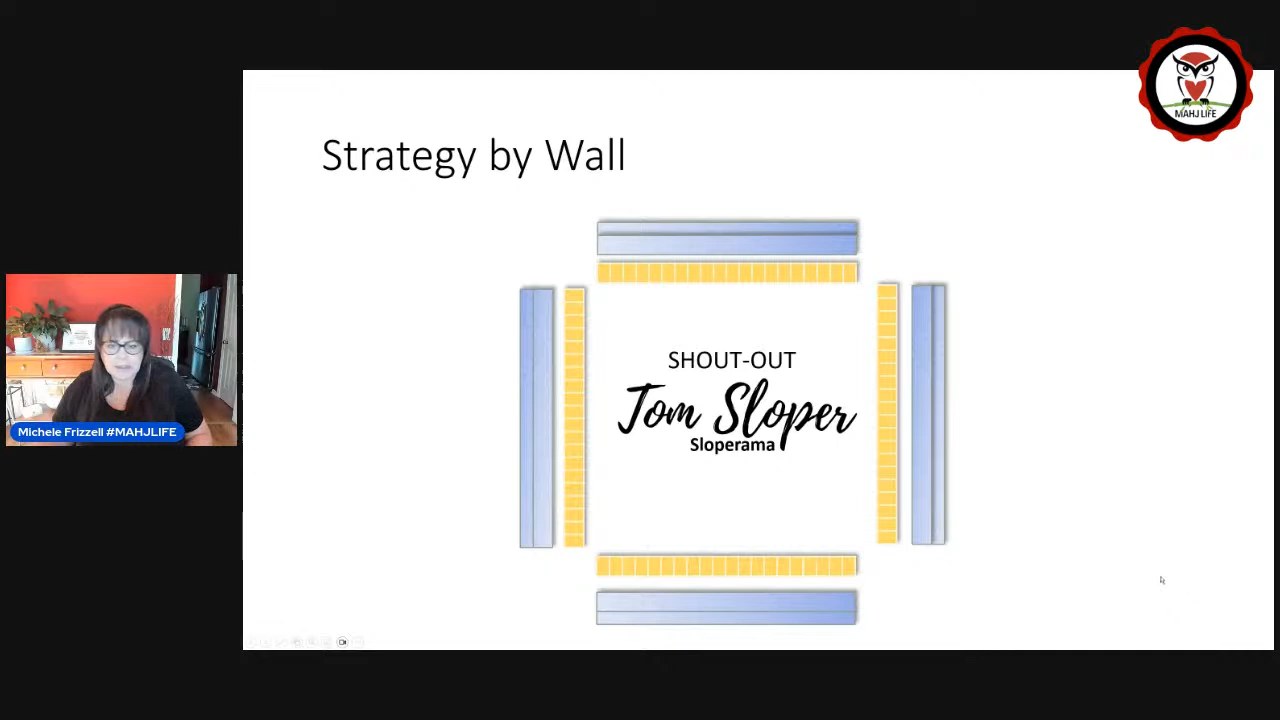 MAHJ LIFE
Strategy by Wall
SHOUT-OUT
Tom Sloper
Sloperama
Michele Frizzell #MAHJLIFE